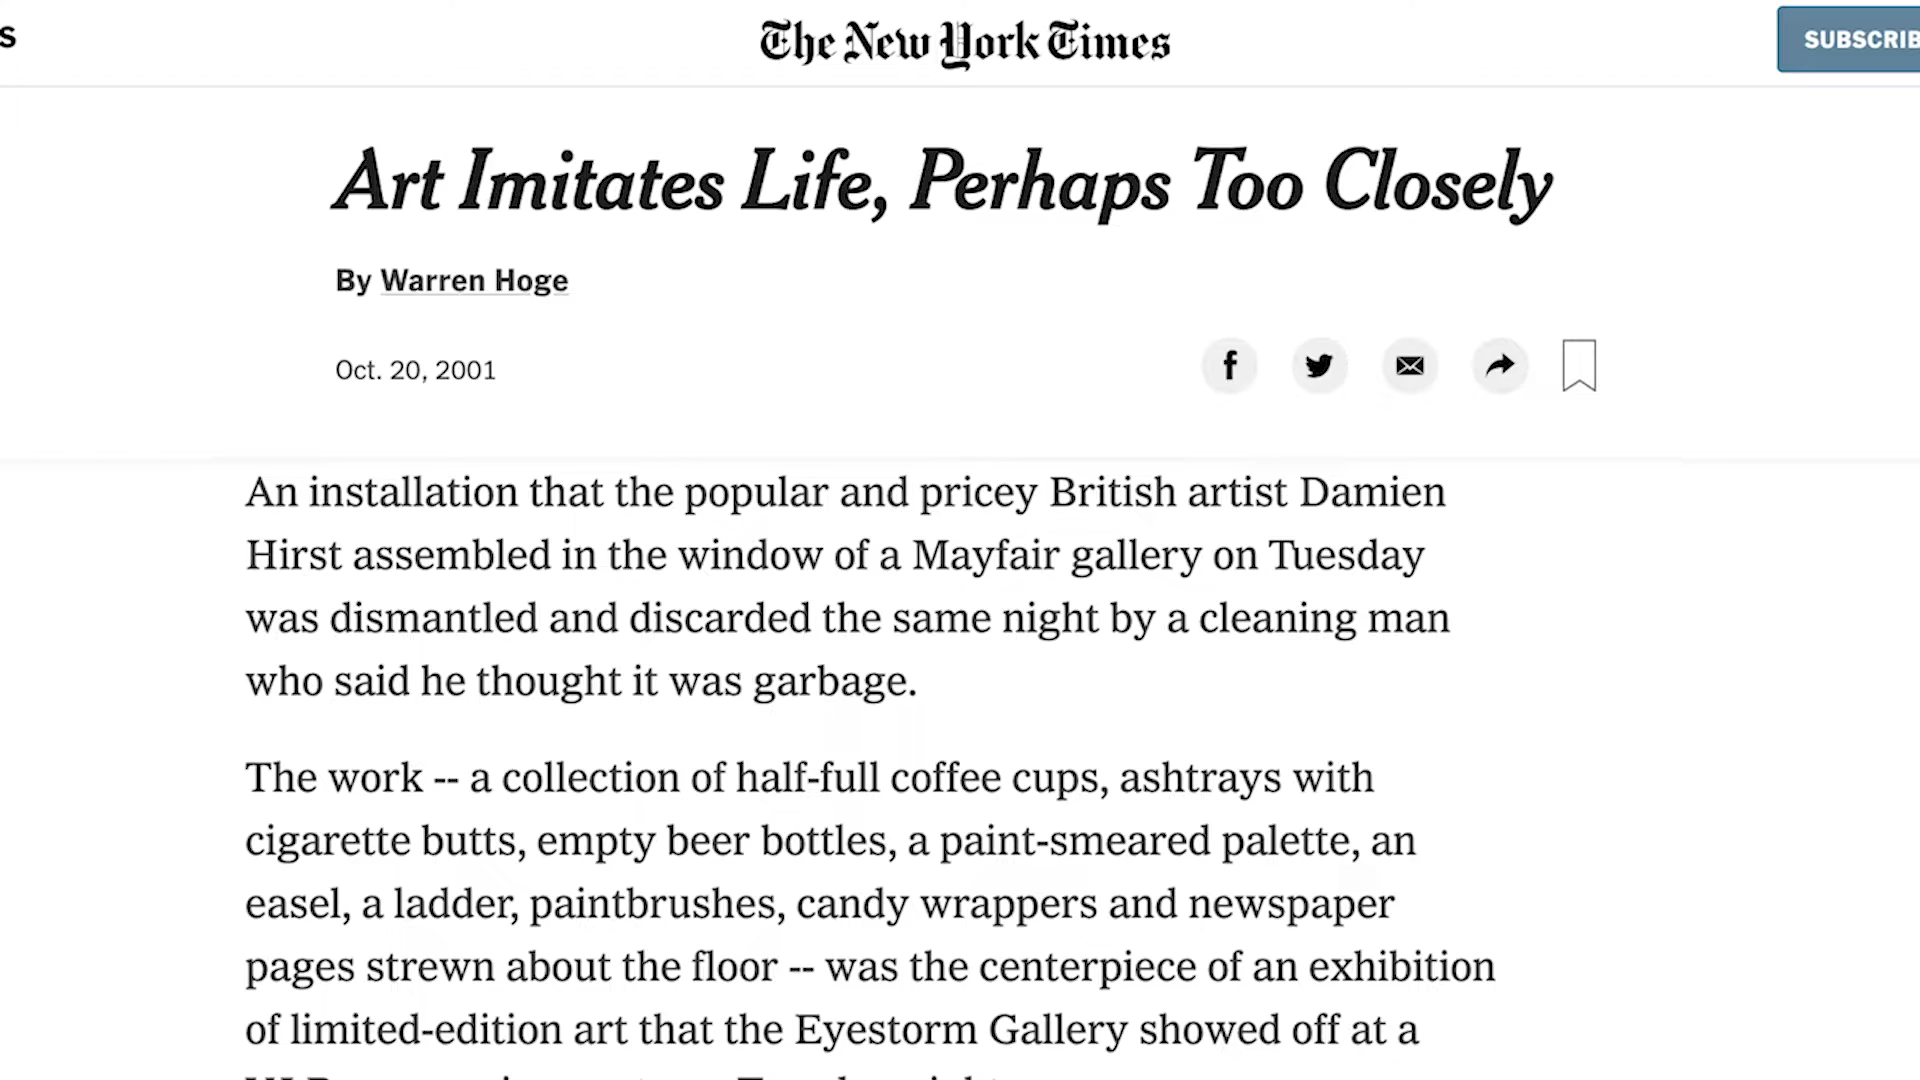 S
The New York Times
SUBSCRIB
Art Imitates Life, Perhaps Too Closely
By Warren Hoge
Oct. 20, 2001
An installation that the popular and pricey British artist Damien
Hirst assembled in the window of a Mayfair gallery on Tuesday
was dismantled and discarded the same night by a cleaning man
who said he thought it was garbage.
The work -- a collection of half-full coffee cups, ashtrays with
cigarette butts, empty beer bottles, a paint-smeared palette, an
easel, a ladder, paintbrushes, candy wrappers and newspaper
pages strewn about the floor -- was the centerpiece of an exhibition
of limited-edition art that the Eyestorm Gallery showed off at a